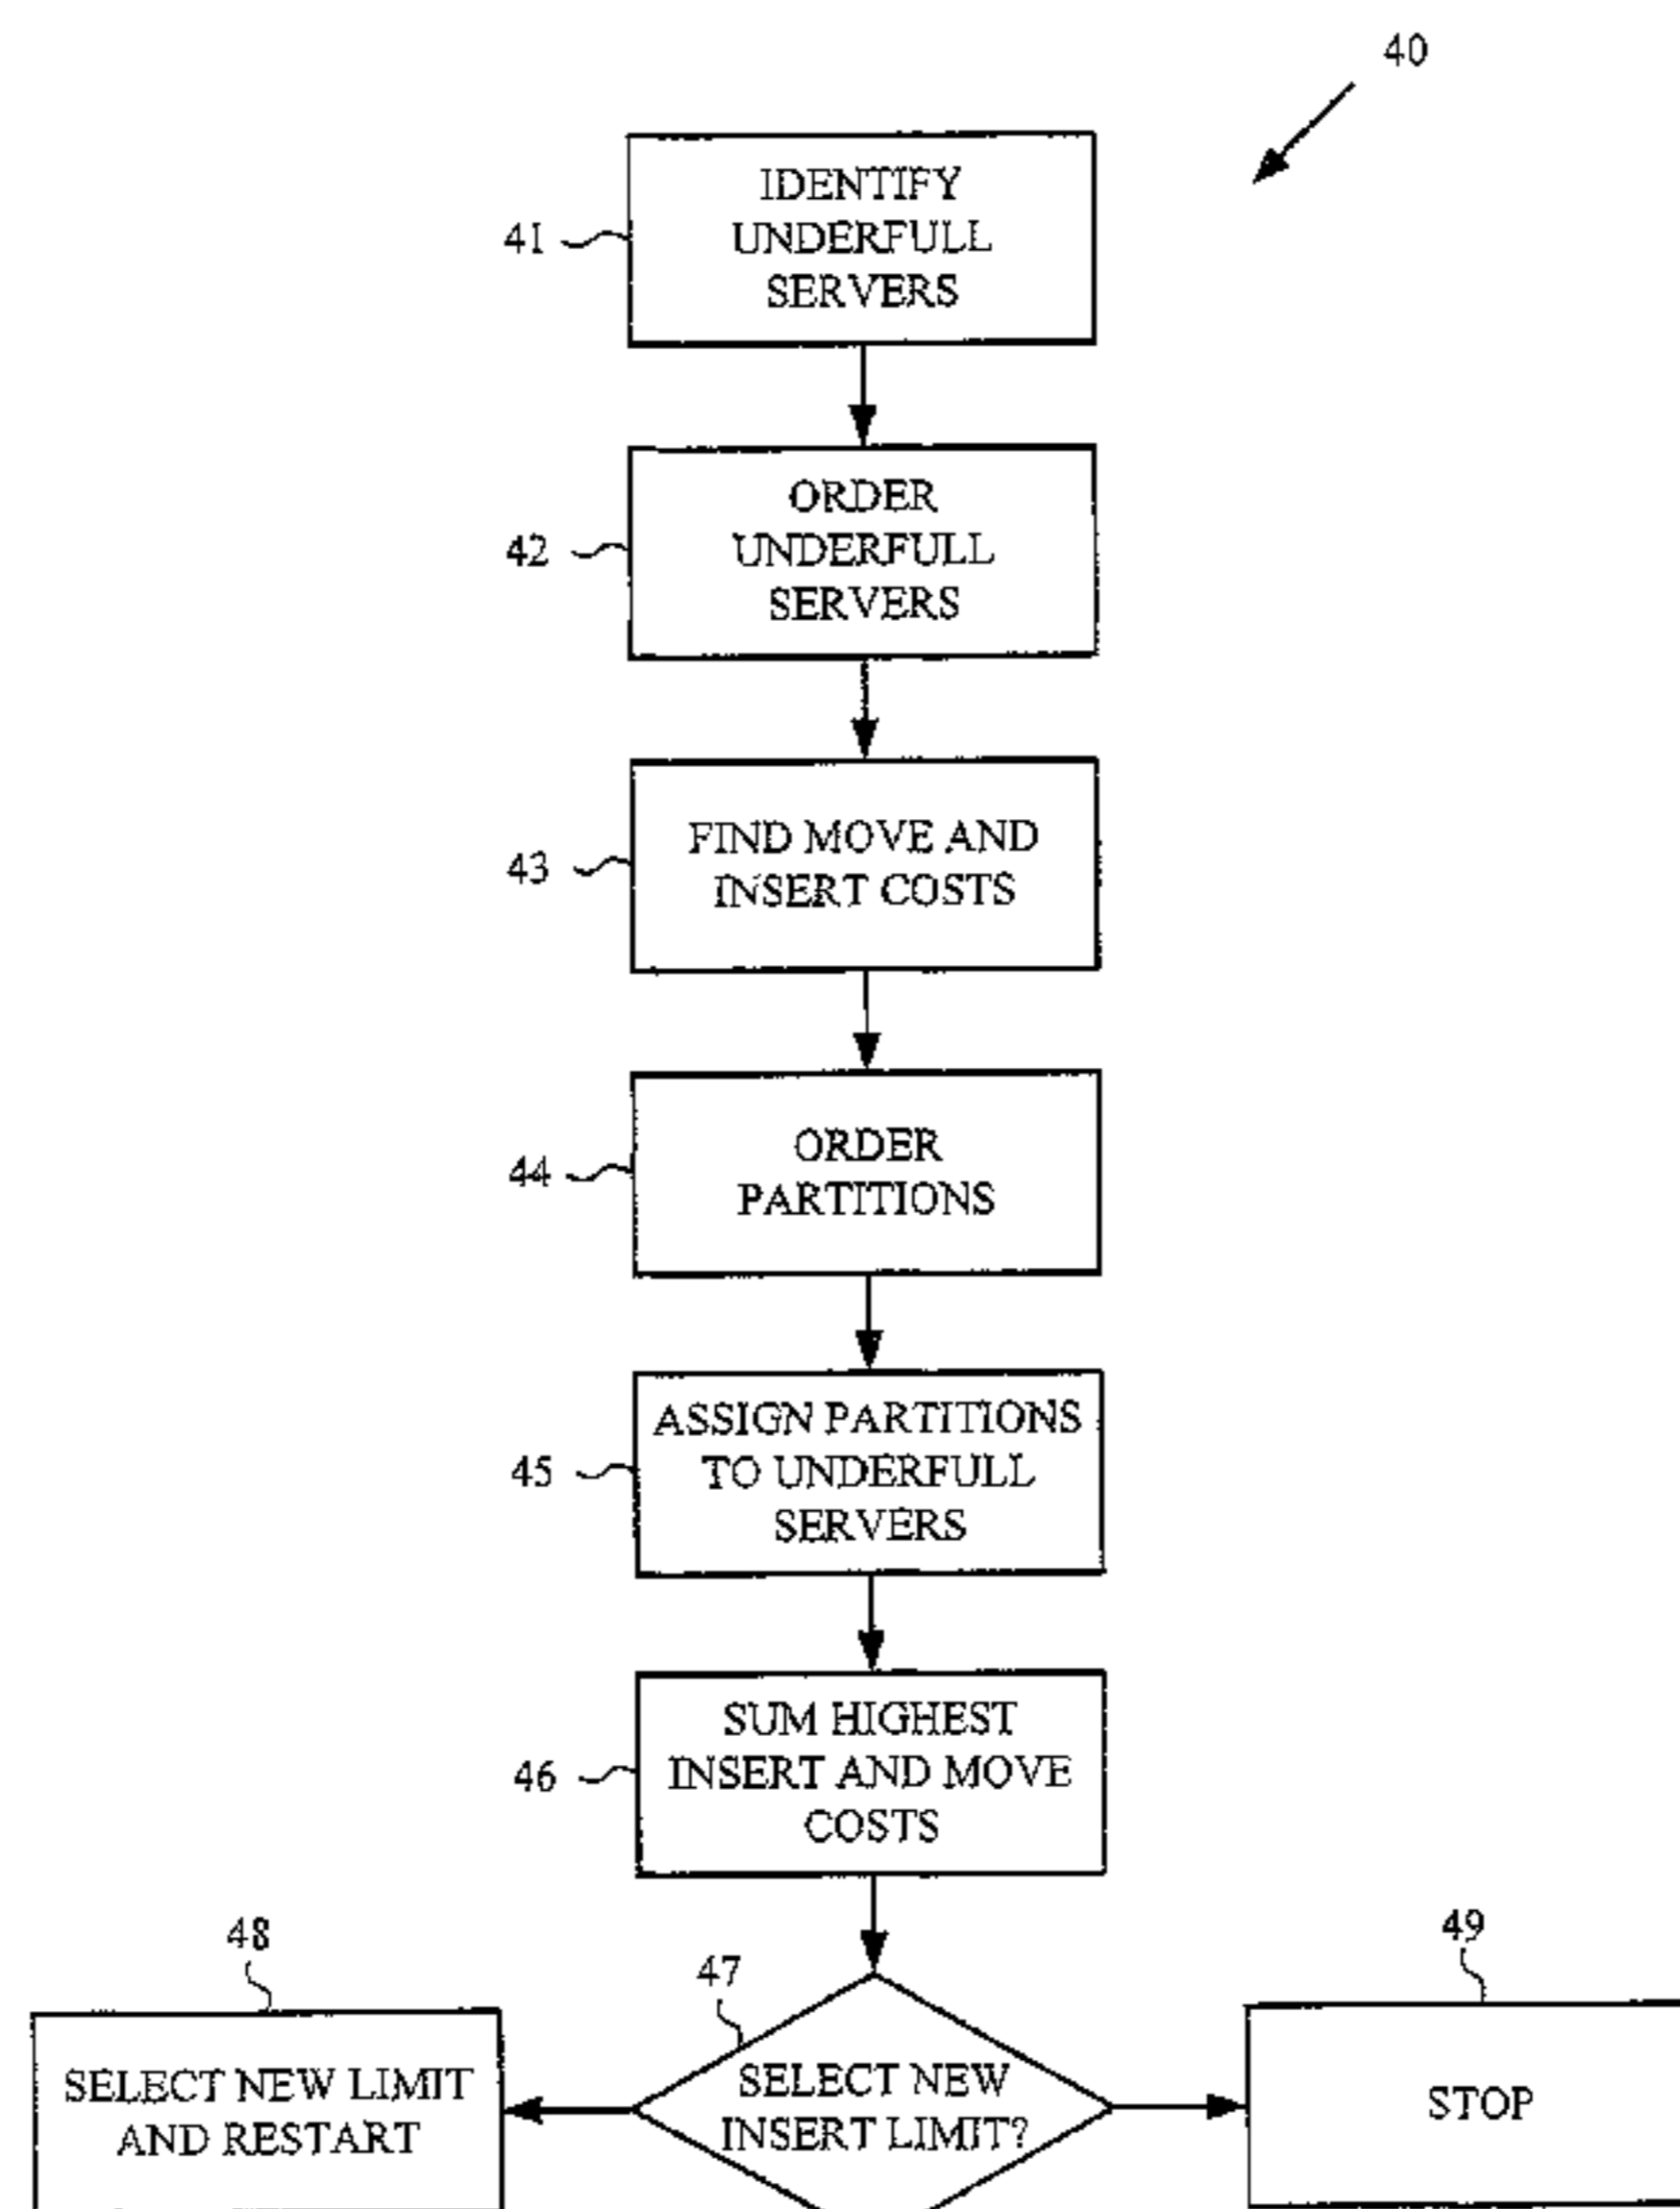 40
IDENTIFY
UNDERFULL
SERVERS
41
ORDER
UNDERFULL
SERVERS
42
FIND MOVE AND
INSERT COSTS
43
ORDER
PARTITIONS
44
ASSIGN PARTITIONS
TO UNDERFULL
SERVERS
45
SUM HIGHEST
INSERT AND MOVE
COSTS
46
48
SELECT NEW LIMIT
AND RESTART
47
SELECT NEW
INSERT LIMIT?
49
STOP